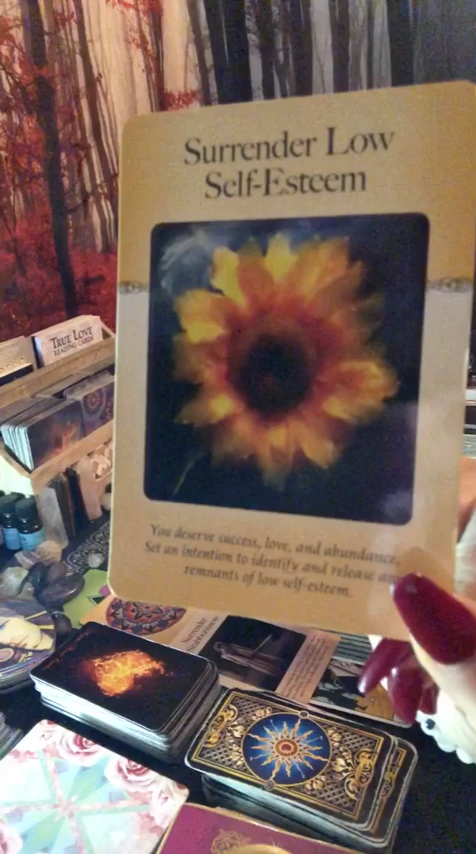 Surrender Low
Self-Esteem
TRUE LOVE
READING CARDS
You deserve success, love, and abundance.
Set an intention to identify and release
remnants of low self-esteem.
Surrender